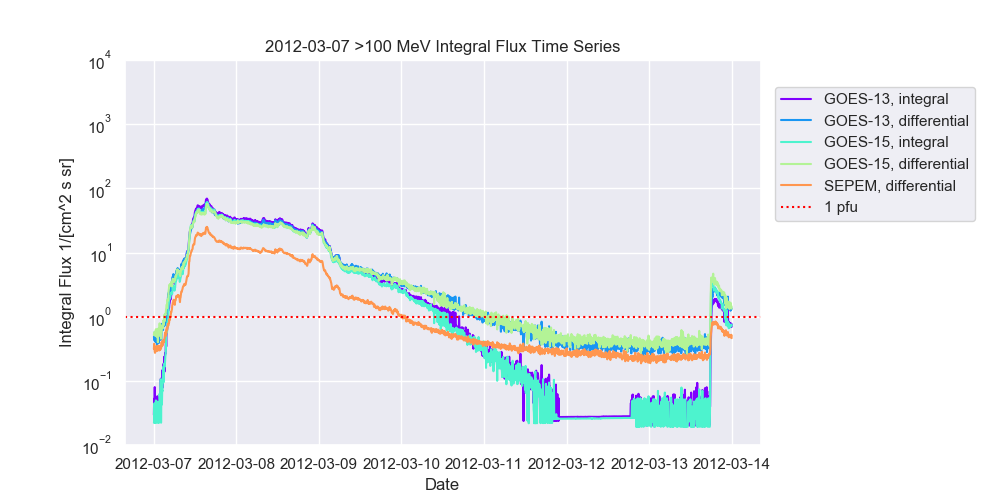 2012-03-07 >100 MeV Integral Flux Time Series
Integral Flux 1/[cm^2 s sr]
10^4
10^3
10^2
10^1
10^0
10^−1
10^−2
2012-03-07 2012-03-08 2012-03-09 2012-03-10 2012-03-11 2012-03-12 2012-03-13 2012-03-14
Date
GOES-13, integral
GOES-13, differential
GOES-15, integral
GOES-15, differential
SEPEM, differential
1 pfu